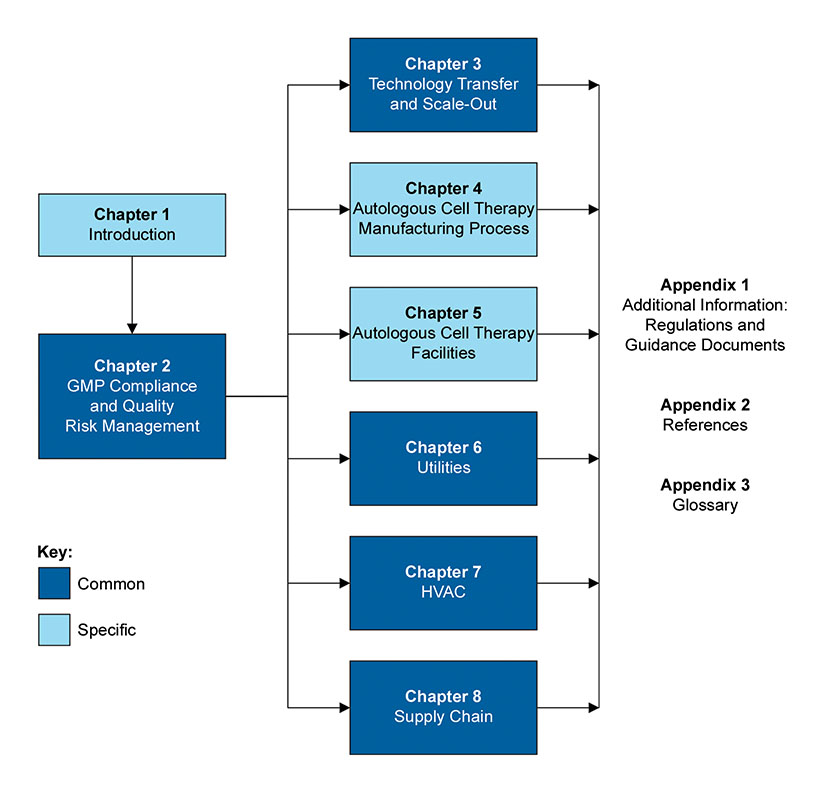 Chapter 1
Introduction
Chapter 2
GMP Compliance
and Quality
Risk Management
Chapter 3
Technology Transfer
and Scale-Out
Chapter 4
Autologous Cell Therapy
Manufacturing Process
Chapter 5
Autologous Cell Therapy
Facilities
Chapter 6
Utilities
Chapter 7
HVAC
Chapter 8
Supply Chain
Appendix 1
Additional Information:
Regulations and
Guidance Documents
Appendix 2
References
Appendix 3
Glossary
Key:
Common
Specific